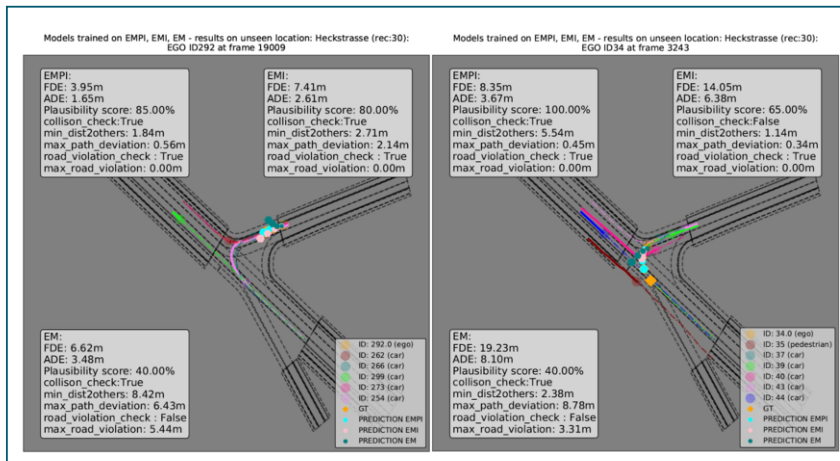 Models trained on EMPI, EMI, EM - results on unseen location: Heckstrasse (rec:30):
EGO ID292 at frame 19009
EMPI:
FDE: 3.95m
ADE: 1.65m
Plausibility score: 85.00%
collison_check:True
min_dist2others: 1.84m
max_path_deviation: 0.56m
road_violation_check : True
max_road_violation: 0.00m
EMI:
FDE: 7.41m
ADE: 2.61m
Plausibility score: 80.00%
collison_check:True
min_dist2others: 2.71m
max_path_deviation: 2.14m
road_violation_check : True
max_road_violation: 0.00m
EM:
FDE: 6.62m
ADE: 3.48m
Plausibility score: 40.00%
collison_check:True
min_dist2others: 8.42m
max_path_deviation: 6.43m
road_violation_check : False
max_road_violation: 5.44m
ID: 292.0 (ego)
ID: 262 (car)
ID: 266 (car)
ID: 299 (car)
ID: 273 (car)
ID: 254 (car)
GT
PREDICTION EMPI
PREDICTION EMI
PREDICTION EM
Models trained on EMPI, EMI, EM - results on unseen location: Heckstrasse (rec:30):
EGO ID34 at frame 3243
EMPI:
FDE: 8.35m
ADE: 3.67m
Plausibility score: 100.00%
collison_check:True
min_dist2others: 5.54m
max_path_deviation: 0.45m
road_violation_check : True
max_road_violation: 0.00m
EMI:
FDE: 14.05m
ADE: 6.38m
Plausibility score: 65.00%
collison_check:False
min_dist2others: 1.14m
max_path_deviation: 0.34m
road_violation_check : True
max_road_violation: 0.00m
EM:
FDE: 19.23m
ADE: 8.10m
Plausibility score: 40.00%
collison_check:True
min_dist2others: 2.38m
max_path_deviation: 8.78m
road_violation_check : False
max_road_violation: 3.31m
ID: 34.0 (ego)
ID: 35 (pedestrian)
ID: 37 (car)
ID: 39 (car)
ID: 40 (car)
ID: 43 (car)
ID: 44 (car)
GT
PREDICTION EMPI
PREDICTION EMI
PREDICTION EM